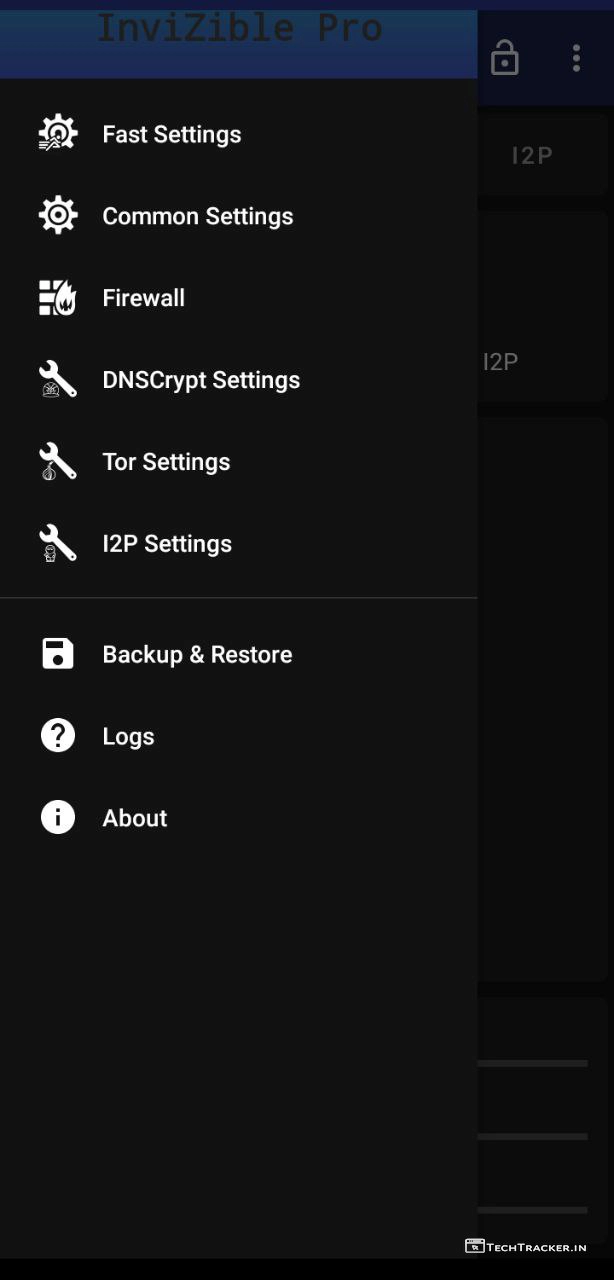 InviZible Pro
I2P
Fast Settings
Common Settings
Firewall
I2P
DNSCrypt Settings
Tor Settings
I2P Settings
Backup & Restore
Logs
About
TECHTRACKER.IN